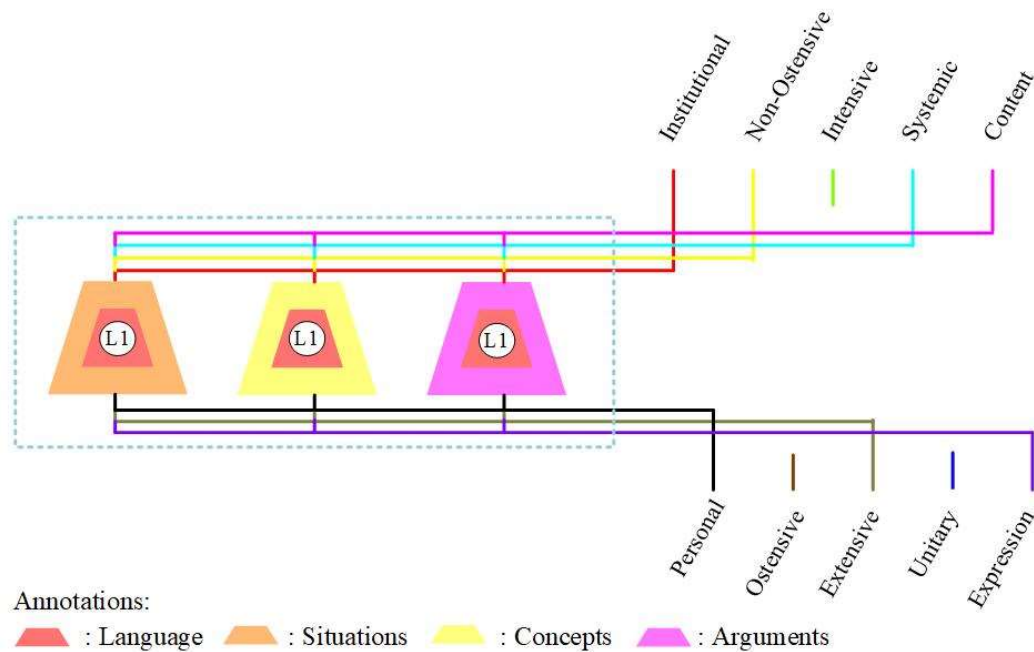 Institutional
Non-Ostensive
Intensive
Systemic
Content
L1
L1
L1
Personal
Ostensive
Extensive
Unitary
Expression
Annotations:
: Language : Situations : Concepts : Arguments